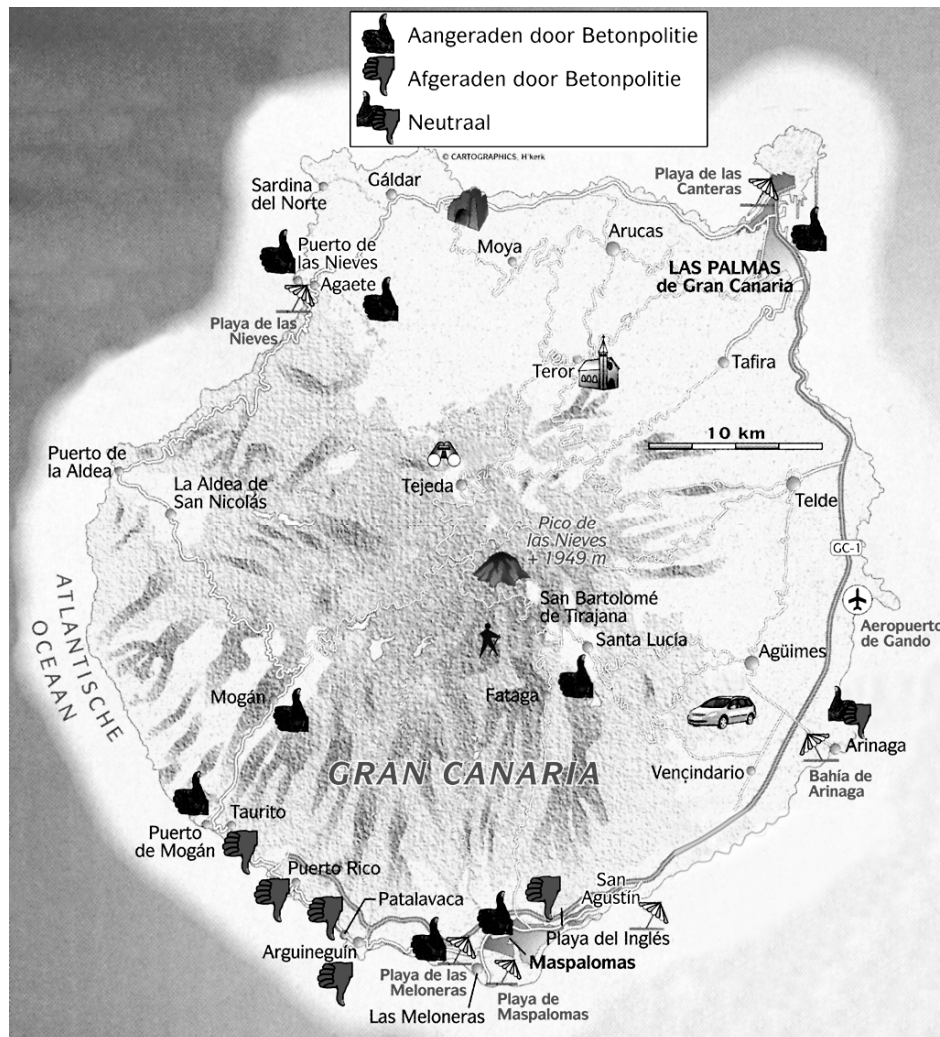 Aangeraden door Betonpolitie
Afgeraden door Betonpolitie
Neutraal
© CARTOGRAPHICS, H'kerk
Sardina
del Norte
Gáldar
Playa de las
Canteras
Moya
Arucas
Puerto de
las Nieves
Agaete
LAS PALMAS
de Gran Canaria
Playa de las
Nieves
Teror
Tafira
10 km
Puerto de
la Aldea
La Aldea de
San Nicolás
Tejeda
Telde
Pico de
las Nieves
+ 1949 m
GC-1
ATLANTISCHE
OCEAAN
San Bartolomé
de Tirajana
Aeropuerto
de Gando
Santa Lucía
Agüimes
Mogán
Fataga
Arinaga
GRAN CANARIA
Vençindario
Bahía de
Arinaga
Taurito
Puerto
de Mogán
Puerto Rico
San
Agustín
Patalavaca
Arguineguín
Playa del Inglés
Maspalomas
Playa de las
Meloneras
Las Meloneras
Playa de
Maspalomas